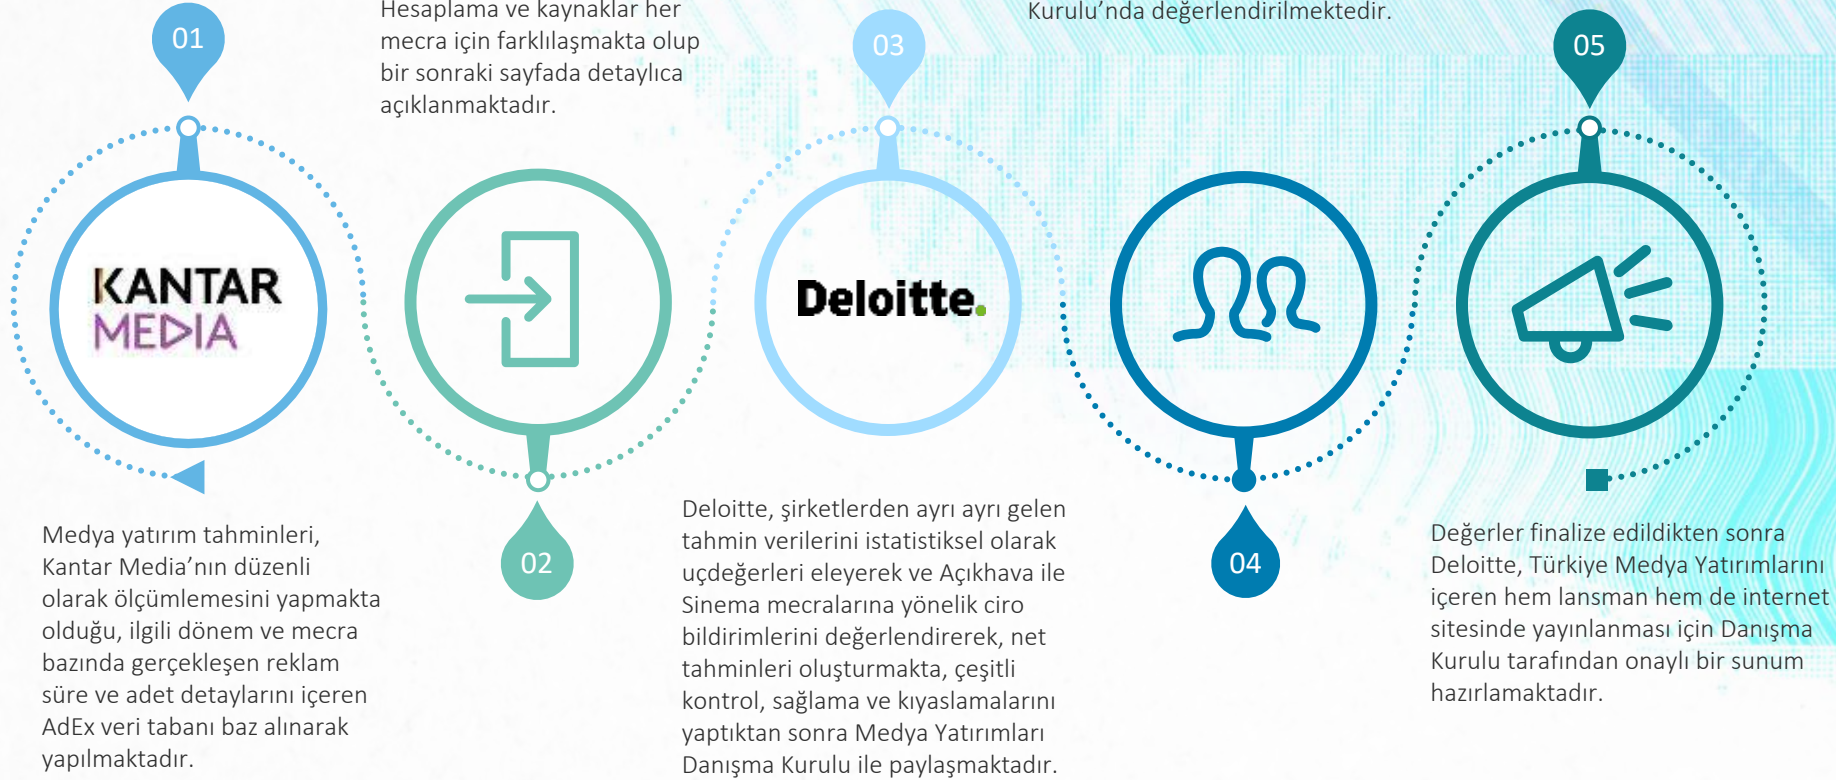 01
Hesaplama ve kaynaklar her
mecra için farklılaşmakta olup
bir sonraki sayfada detaylıca
açıklanmaktadır.
03
Kurulu’nda değerlendirilmektedir.
05
KANTAR
MEDIA
Deloitte.
Medya yatırım tahminleri,
Kantar Media’nın düzenli
olarak ölçümlemesini yapmakta
olduğu, ilgili dönem ve mecra
bazında gerçekleşen reklam
süre ve adet detaylarını içeren
AdEx veri tabanı baz alınarak
yapılmaktadır.
02
Deloitte, şirketlerden ayrı ayrı gelen
tahmin verilerini istatistiksel olarak
uçdeğerleri eleyerek ve Açıkhava ile
Sinema mecralarına yönelik ciro
bildirimlerini değerlendirerek, net
tahminleri oluşturmakta, çeşitli
kontrol, sağlama ve kıyaslamalarını
yaptıktan sonra Medya Yatırımları
Danışma Kurulu ile paylaşmaktadır.
04
Değerler finalize edildikten sonra
Deloitte, Türkiye Medya Yatırımlarını
içeren hem lansman hem de internet
sitesinde yayınlanması için Danışma
Kurulu tarafından onaylı bir sunum
hazırlamaktadır.